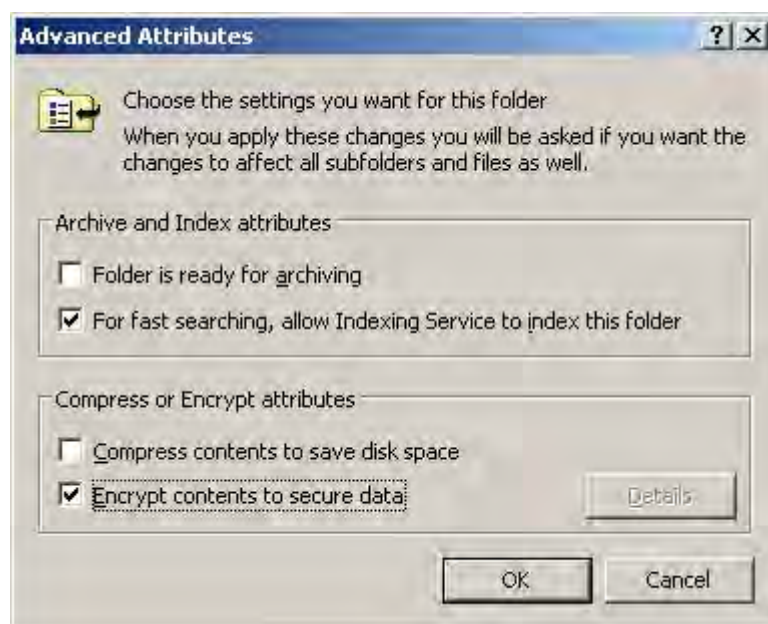 Advanced Attributes
Choose the settings you want for this folder
When you apply these changes you will be asked if you want the
changes to affect all subfolders and files as well.
Archive and Index attributes
Folder is ready for archiving
For fast searching, allow Indexing Service to index this folder
Compress or Encrypt attributes
Compress contents to save disk space
Encrypt contents to secure data
Details
OK Cancel